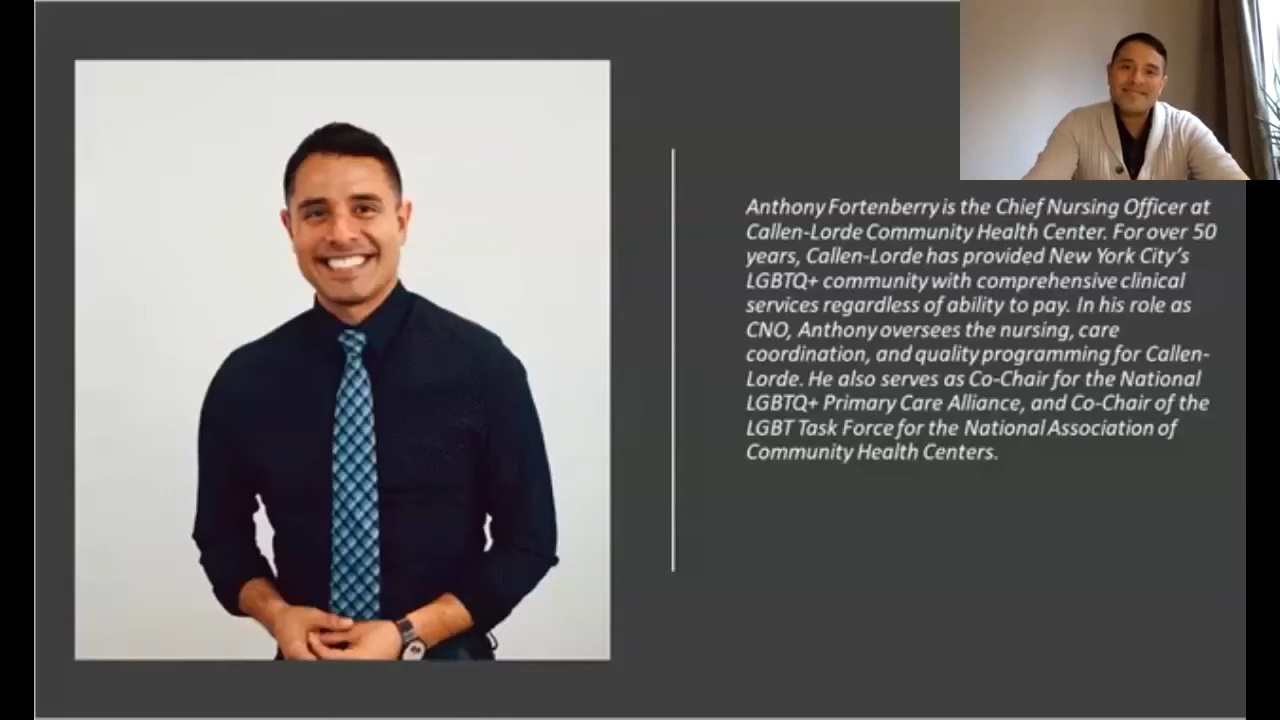 Anthony Fortenberry is the Chief Nursing Officer at
Callen-Lorde Community Health Center. For over 50
years, Callen-Lorde has provided New York City's
LGBTQ+ community with comprehensive clinical
services regardless of ability to pay. In his role as
CNO, Anthony oversees the nursing, care
coordination, and quality programming for Callen-
Lorde. He also serves as Co-Chair for the National
LGBTQ+ Primary Care Alliance, and Co-Chair of the
LGBT Task Force for the National Association of
Community Health Centers.